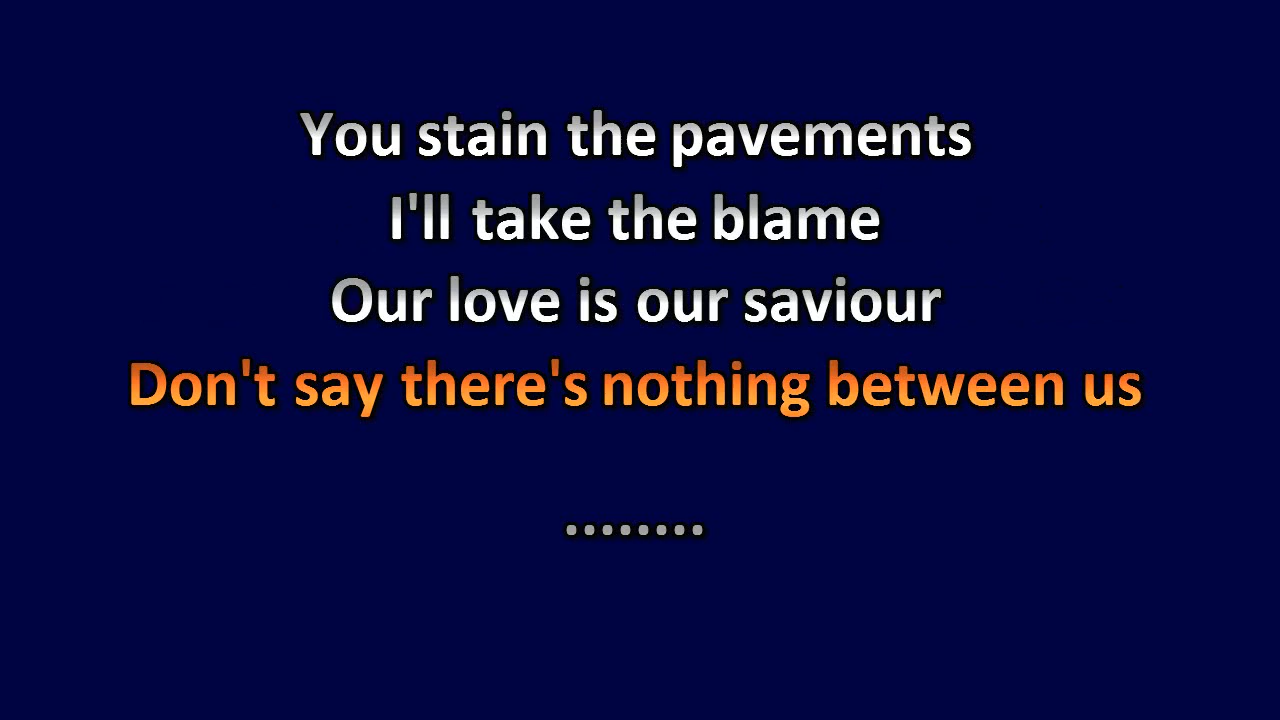 You stain the pavements
I'll take the blame
Our love is our saviour
Don't say there's nothing between us
........